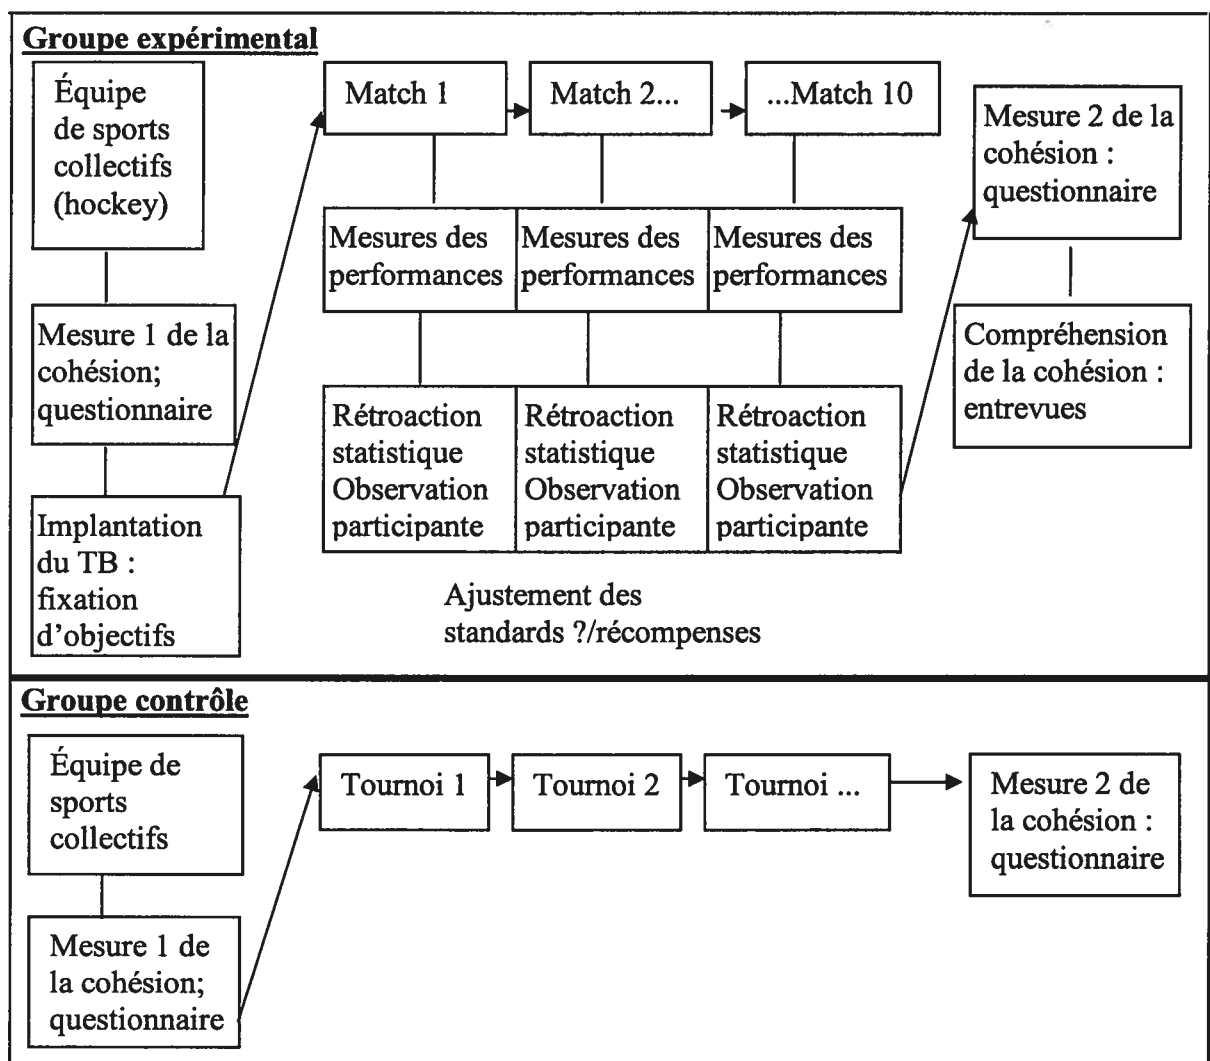 Groupe expérimental
Équipe
de sports
collectifs
(hockey)
Mesure 1 de la
cohésion;
questionnaire
Implantation
du TB :
fixation
d'objectifs
Match 1
Match 2...
...Match 10
Mesures des
performances
Mesures des
performances
Mesures des
performances
Rétroaction
statistique
Observation
participante
Rétroaction
statistique
Observation
participante
Rétroaction
statistique
Observation
participante
Ajustement des
standards ?/récompenses
Mesure 2 de la
cohésion :
questionnaire
Compréhension
de la cohésion :
entrevues
Groupe contrôle
Équipe de
sports
collectifs
Mesure 1 de
la cohésion;
questionnaire
Tournoi 1
Tournoi 2
Tournoi ...
Mesure 2 de
la cohésion :
questionnaire